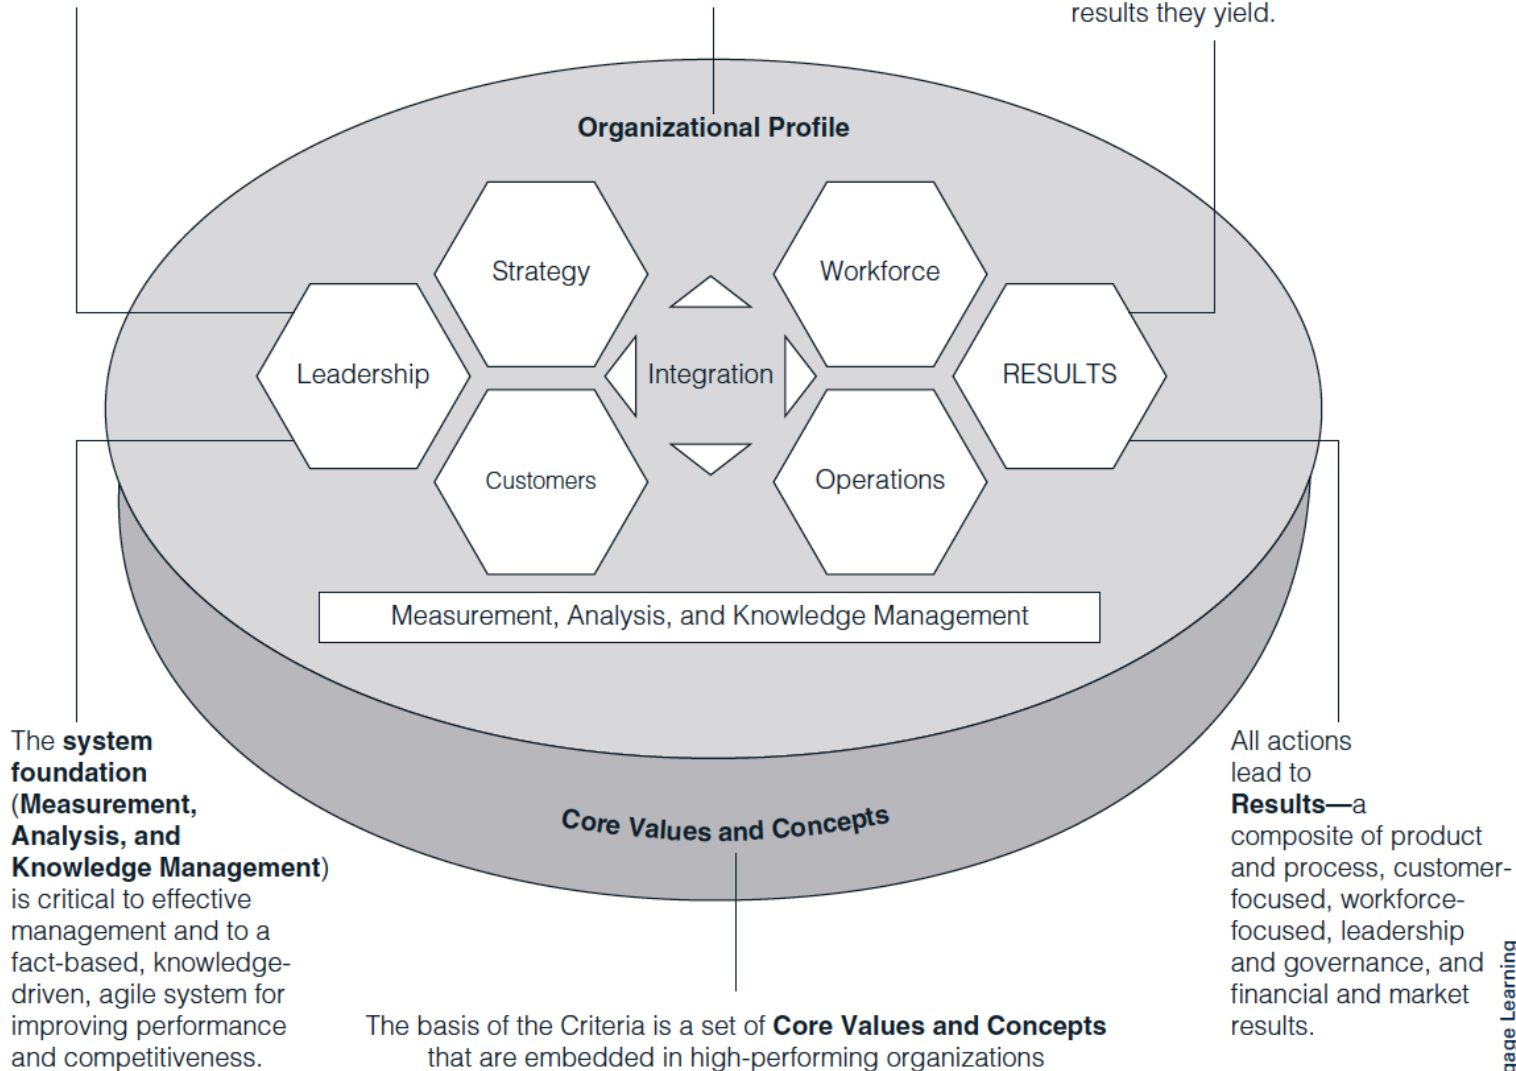 results they yield.
Organizational Profile
Strategy
Workforce
Leadership
Integration
RESULTS
Customers
Operations
Measurement, Analysis, and Knowledge Management
Core Values and Concepts
The system
foundation
(Measurement,
Analysis, and
Knowledge Management)
is critical to effective
management and to a
fact-based, knowledge-
driven, agile system for
improving performance
and competitiveness.
The basis of the Criteria is a set of Core Values and Concepts
that are embedded in high-performing organizations
All actions
lead to
Results—a
composite of product
and process, customer-
focused, workforce-
focused, leadership
and governance, and
financial and market
results.
gage Learning